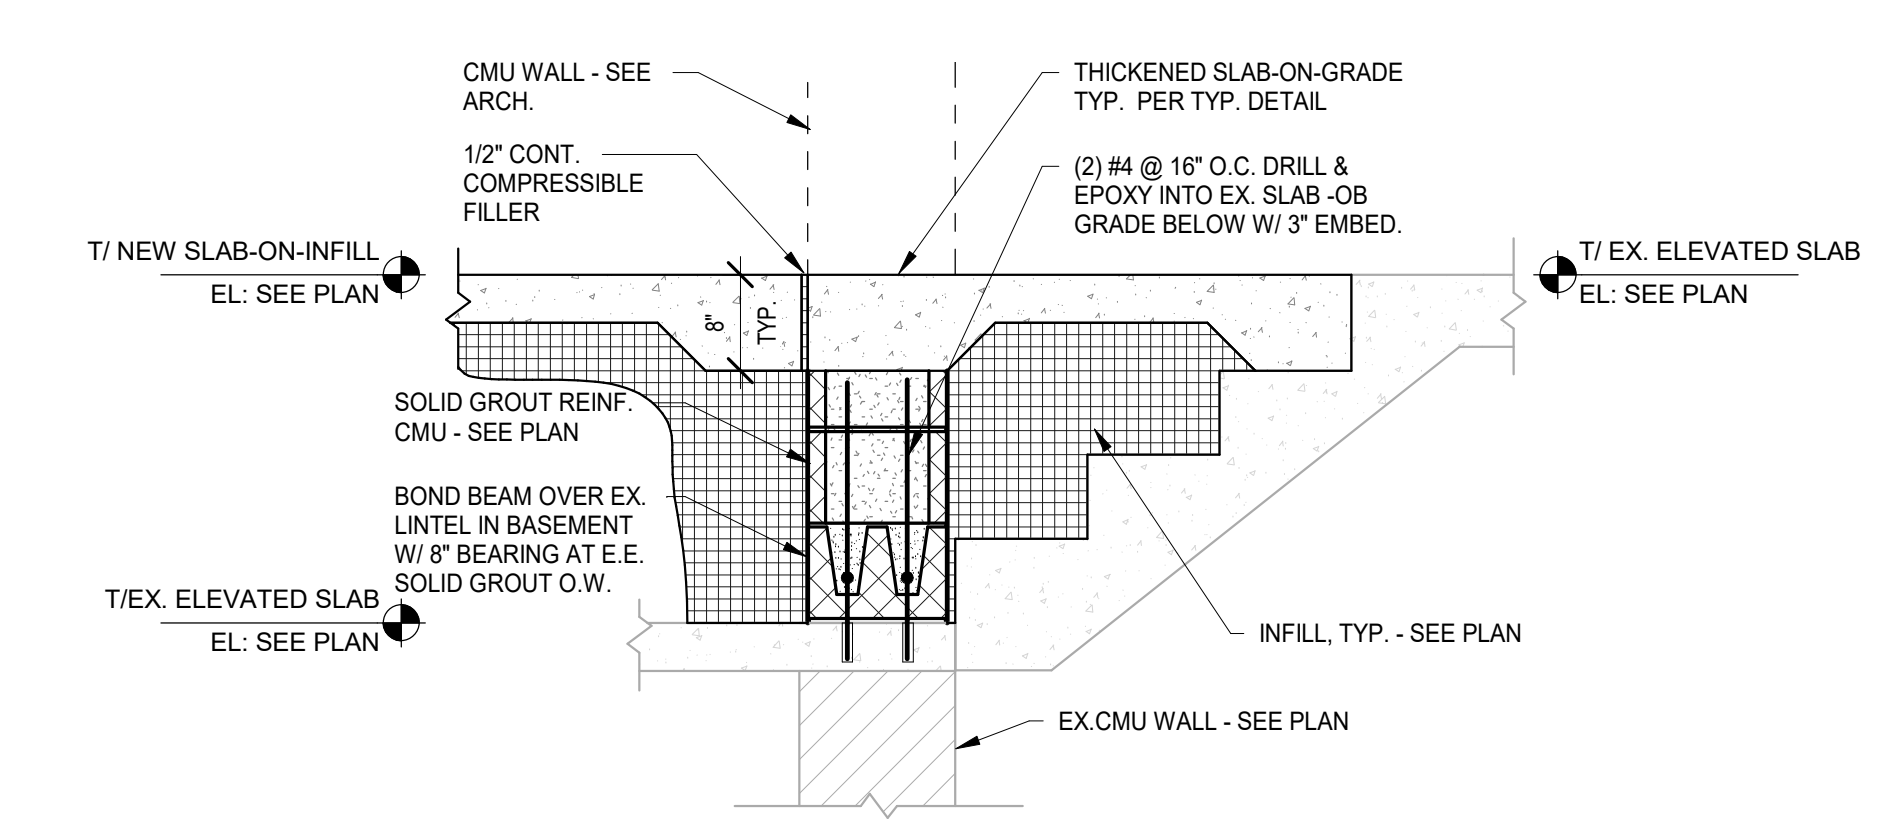 CMU WALL - SEE
ARCH.
1/2" CONT.
COMPRESSIBLE
FILLER
THICKENED SLAB-ON-GRADE
TYP. PER TYP. DETAIL
(2) #4 @ 16" O.C. DRILL &
EPOXY INTO EX. SLAB -OB
GRADE BELOW W/ 3" EMBED.
T/ NEW SLAB-ON-INFILL
EL: SEE PLAN
T/ EX. ELEVATED SLAB
EL: SEE PLAN
8"
TYP.
SOLID GROUT REINF.
CMU - SEE PLAN
BOND BEAM OVER EX.
LINTEL IN BASEMENT
W/ 8" BEARING AT E.E.
SOLID GROUT O.W.
T/EX. ELEVATED SLAB
EL: SEE PLAN
INFILL, TYP. - SEE PLAN
EX.CMU WALL - SEE PLAN